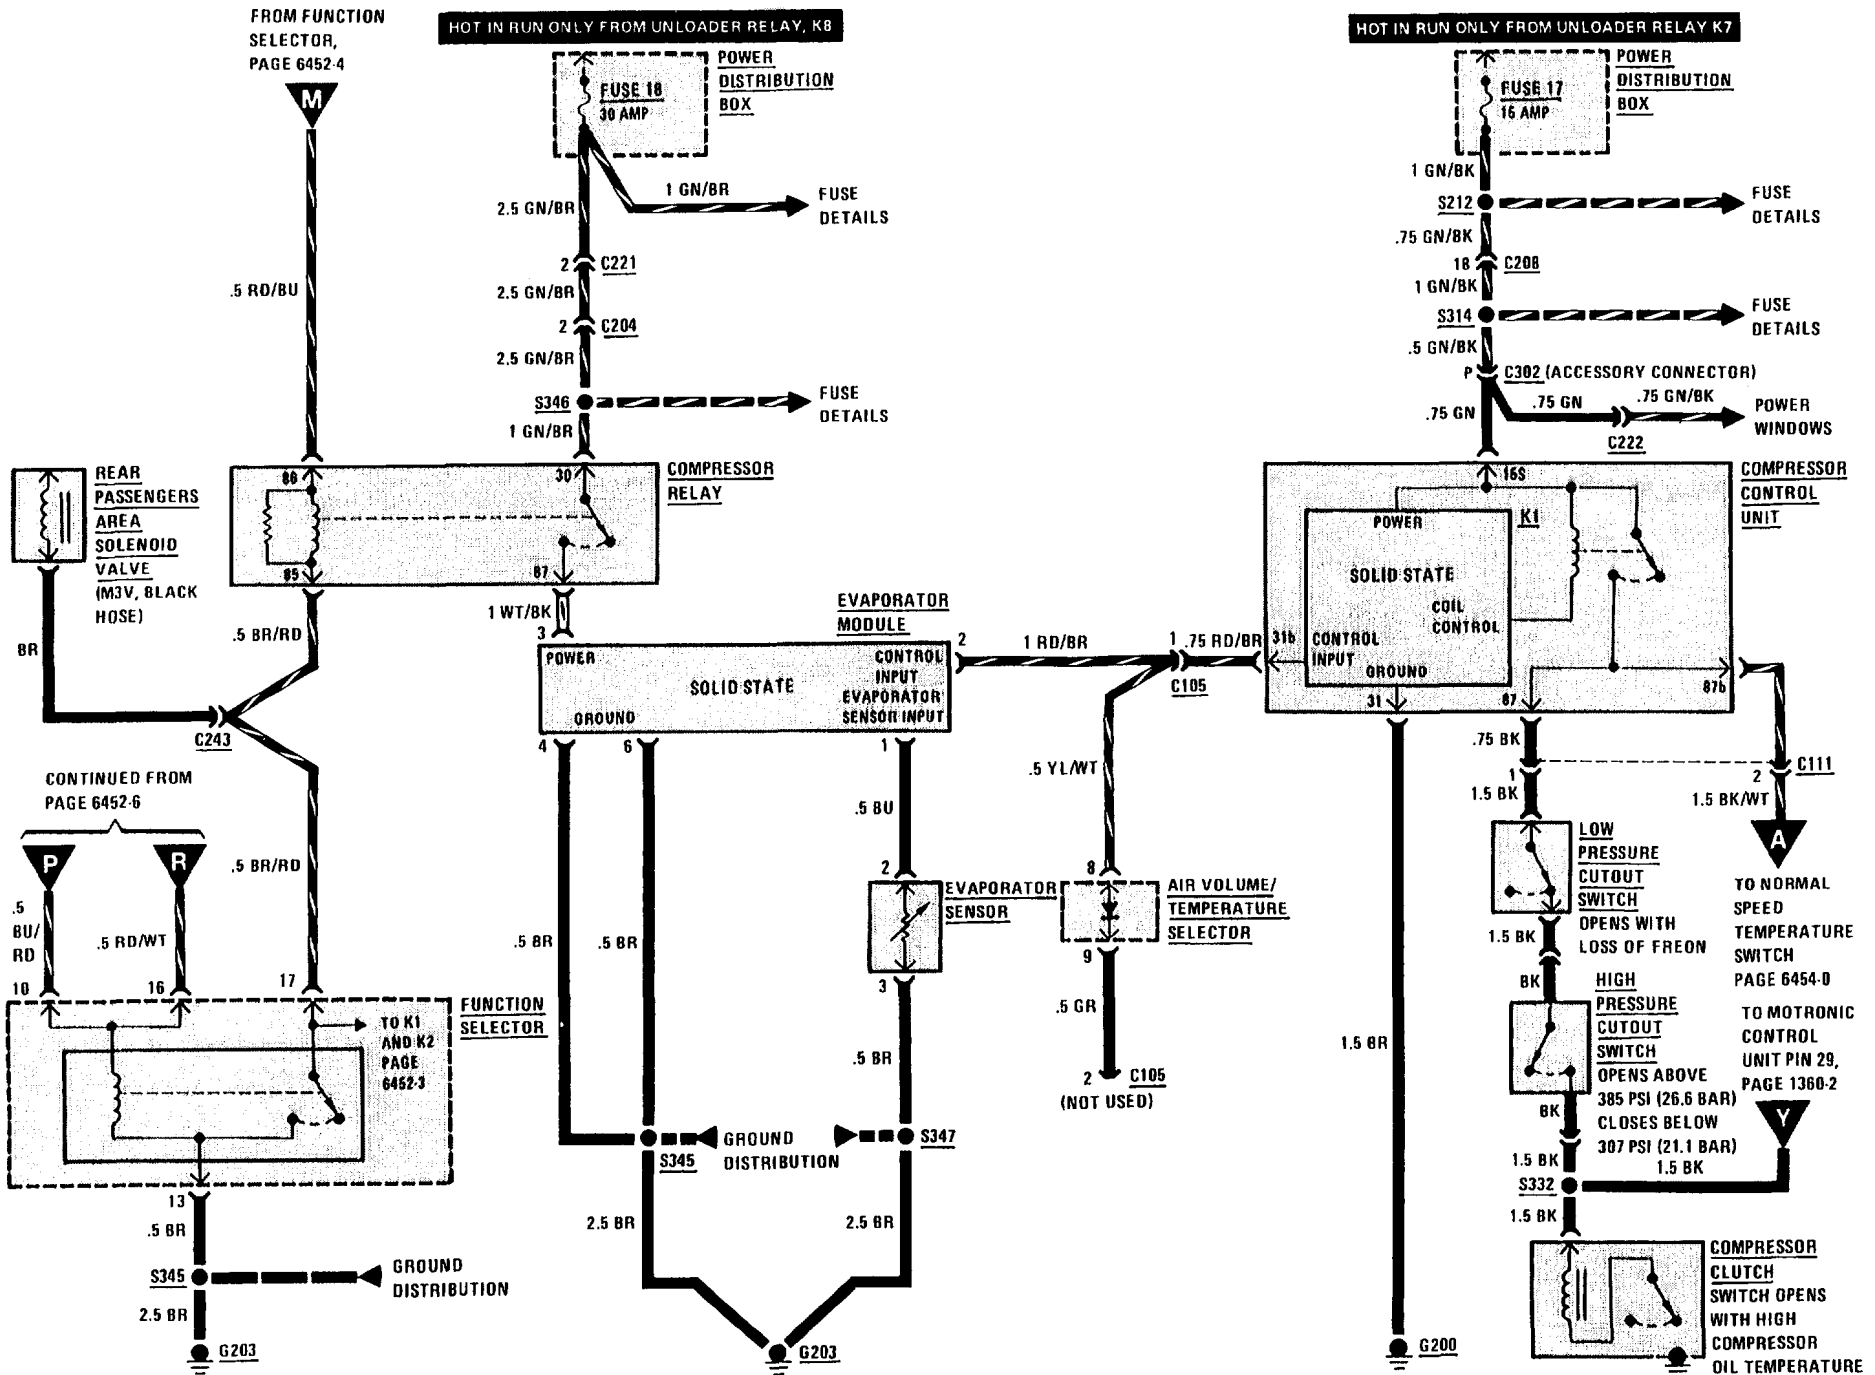 FROM FUNCTION
SELECTOR,
PAGE 6452-4
M
.5 RD/BU
HOT IN RUN ONLY FROM UNLOADER RELAY, K8
POWER
DISTRIBUTION
BOX
FUSE 18
30 AMP
1 GN/BR
FUSE
DETAILS
2.5 GN/BR
2
C221
2.5 GN/BR
2
C204
2.5 GN/BR
S346
FUSE
DETAILS
1 GN/BR
HOT IN RUN ONLY FROM UNLOADER RELAY K7
POWER
DISTRIBUTION
BOX
FUSE 17
15 AMP
1 GN/BK
S212
FUSE
DETAILS
.75 GN/BK
18
C208
1 GN/BK
S314
FUSE
DETAILS
.5 GN/BK
P
C302 (ACCESSORY CONNECTOR)
.75 GN
.75 GN
.75 GN/BK
POWER
WINDOWS
C222
REAR
PASSENGERS
AREA
SOLENOID
VALVE
(M3V, BLACK
HOSE)
BR
86
30
COMPRESSOR
RELAY
85
87
.5 BR/RD
1 WT/BK
3
C243
EVAPORATOR
MODULE
POWER
SOLID STATE
CONTROL
INPUT
EVAPORATOR
SENSOR INPUT
GROUND
2
1 RD/BR
1
.75 RD/BR
C105
4
6
1
15S
COMPRESSOR
CONTROL
UNIT
POWER
K1
SOLID STATE
COIL
CONTROL
31b
CONTROL
INPUT
GROUND
31
87
87b
CONTINUED FROM
PAGE 6452-6
P
R
.5
BU/
RD
.5 RD/WT
.5 BR/RD
10
16
17
FUNCTION
SELECTOR
TO K1
AND K2
PAGE
6452-3
13
.5 BR
S345
GROUND
DISTRIBUTION
2.5 BR
G203
.5 BR
.5 BR
.5 BU
2
EVAPORATOR
SENSOR
3
.5 BR
S345
GROUND
DISTRIBUTION
S347
2.5 BR
2.5 BR
G203
.5 YL/WT
8
AIR VOLUME/
TEMPERATURE
SELECTOR
9
.5 GR
2
C105
(NOT USED)
1.5 BR
G200
.75 BK
1
C111
2
1.5 BK
1.5 BK/WT
A
TO NORMAL
SPEED
TEMPERATURE
SWITCH
PAGE 6454-0
LOW
PRESSURE
CUTOUT
SWITCH
OPENS WITH
LOSS OF FREON
1.5 BK
BK
HIGH
PRESSURE
CUTOUT
SWITCH
OPENS ABOVE
385 PSI (26.6 BAR)
CLOSES BELOW
307 PSI (21.1 BAR)
BK
TO MOTRONIC
CONTROL
UNIT PIN 29,
PAGE 1360-2
Y
1.5 BK
1.5 BK
S332
1.5 BK
COMPRESSOR
CLUTCH
SWITCH OPENS
WITH HIGH
COMPRESSOR
OIL TEMPERATURE